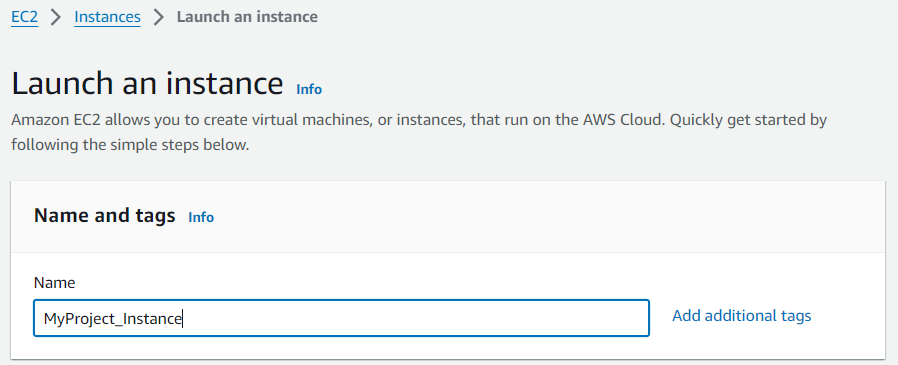 EC2 > Instances > Launch an instance
Launch an instance Info
Amazon EC2 allows you to create virtual machines, or instances, that run on the AWS Cloud. Quickly get started by
following the simple steps below.
Name and tags Info
Name
MyProject_Instance Add additional tags